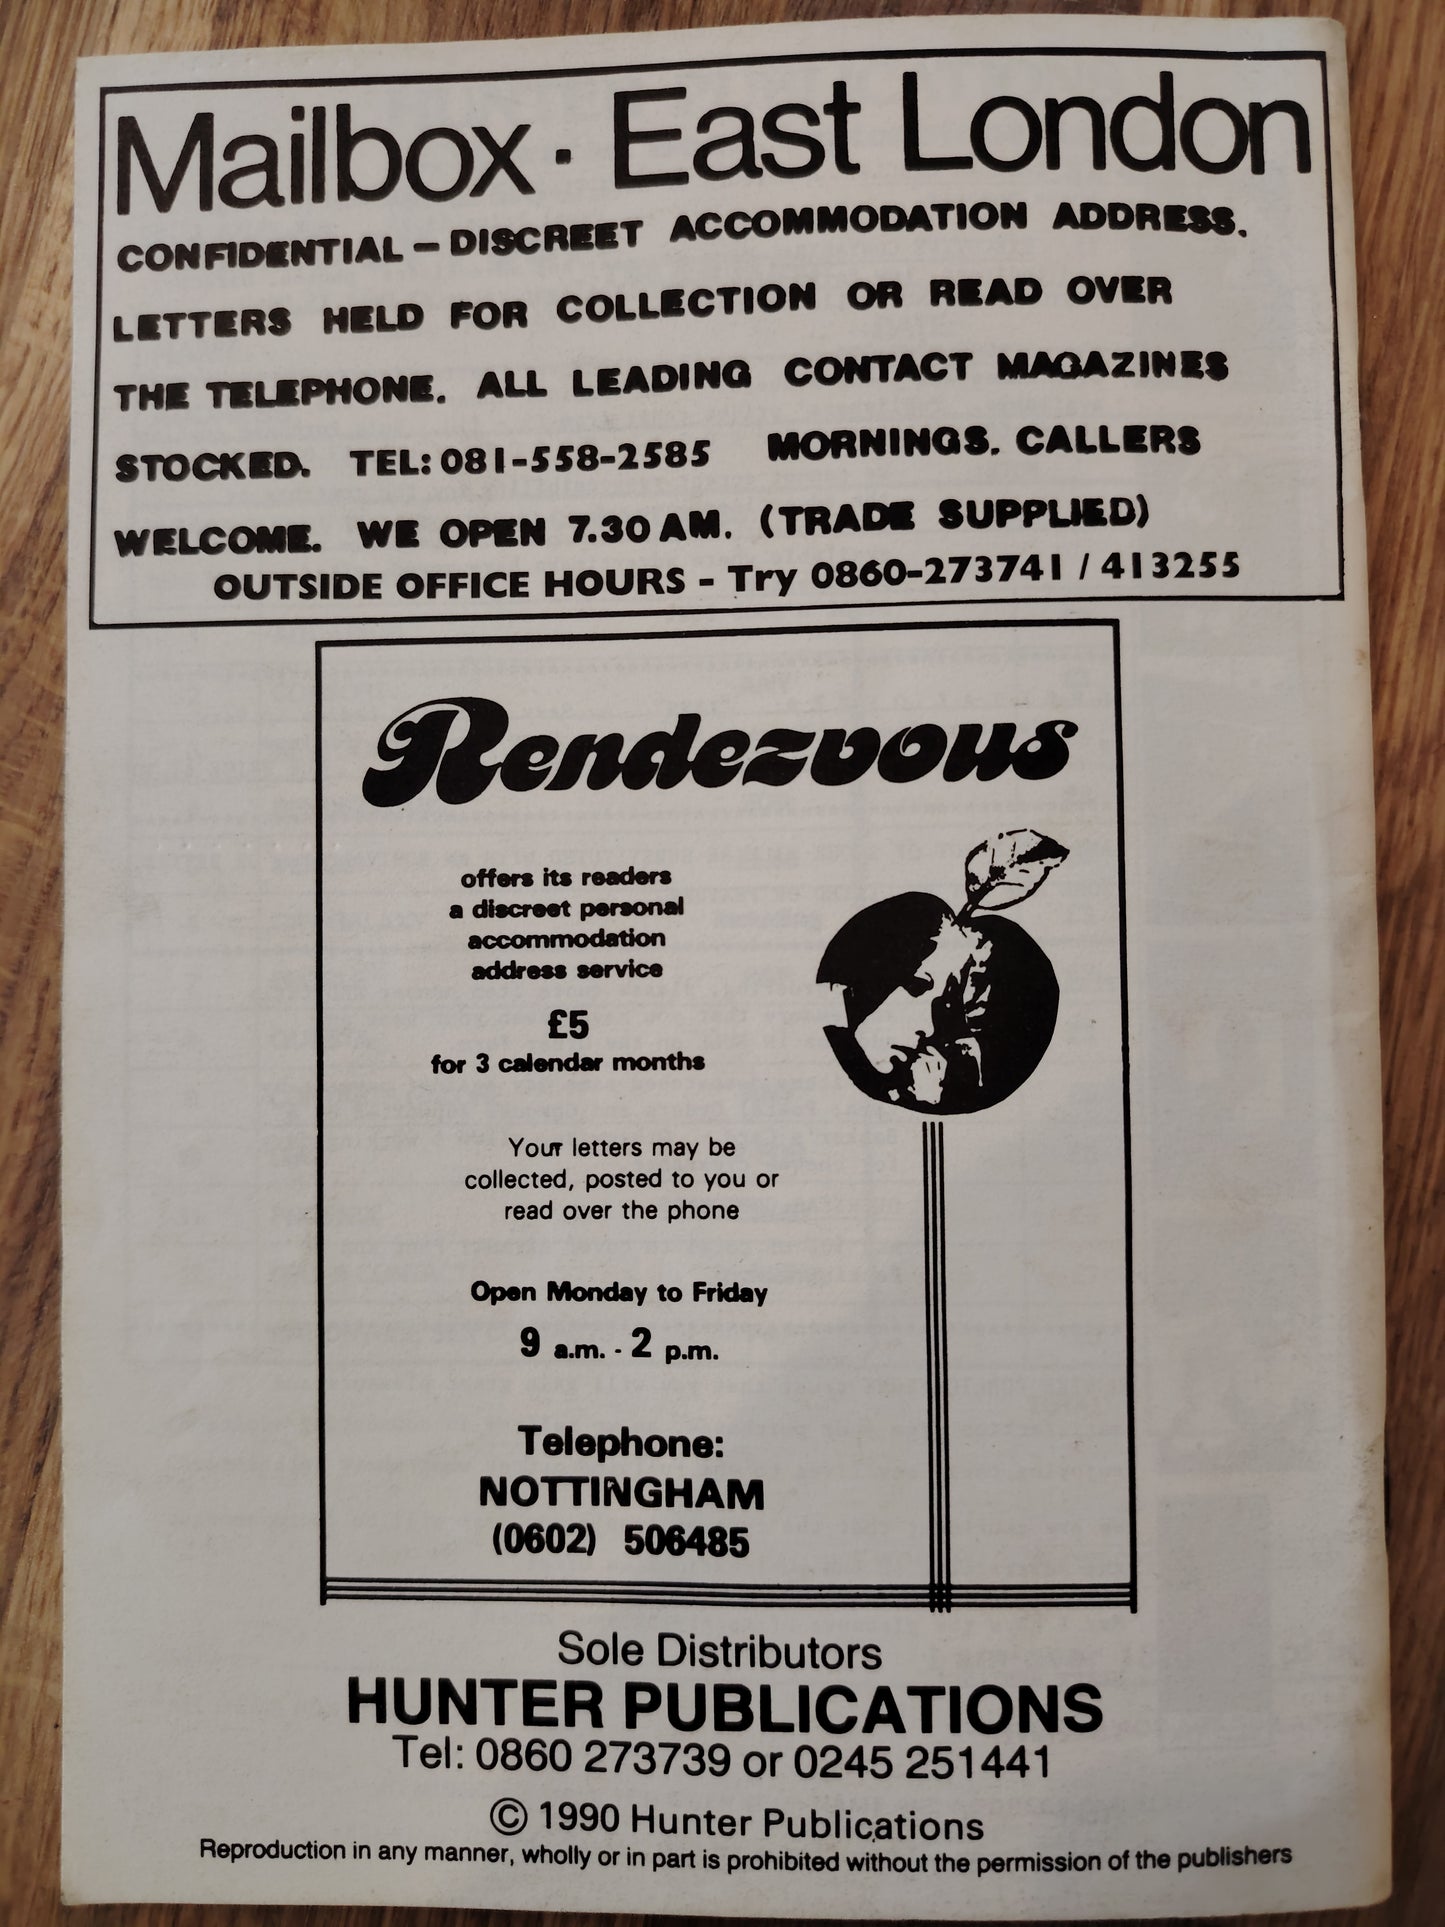 Mailbox · East London
CONFIDENTIAL – DISCREET ACCOMMODATION ADDRESS.
LETTERS HELD FOR COLLECTION OR READ OVER
THE TELEPHONE. ALL LEADING CONTACT MAGAZINES
STOCKED. TEL: 081-558-2585 MORNINGS. CALLERS
WELCOME. WE OPEN 7.30 AM. (TRADE SUPPLIED)
OUTSIDE OFFICE HOURS - Try 0860-273741 / 413255
Rendezvous
offers its readers
a discreet personal
accommodation
address service
£5
for 3 calendar months
Your letters may be
collected, posted to you or
read over the phone
Open Monday to Friday
9 a.m. - 2 p.m.
Telephone:
NOTTINGHAM
(0602) 506485
Sole Distributors
HUNTER PUBLICATIONS
Tel: 0860 273739 or 0245 251441
© 1990 Hunter Publications
Reproduction in any manner, wholly or in part is prohibited without the permission of the publishers